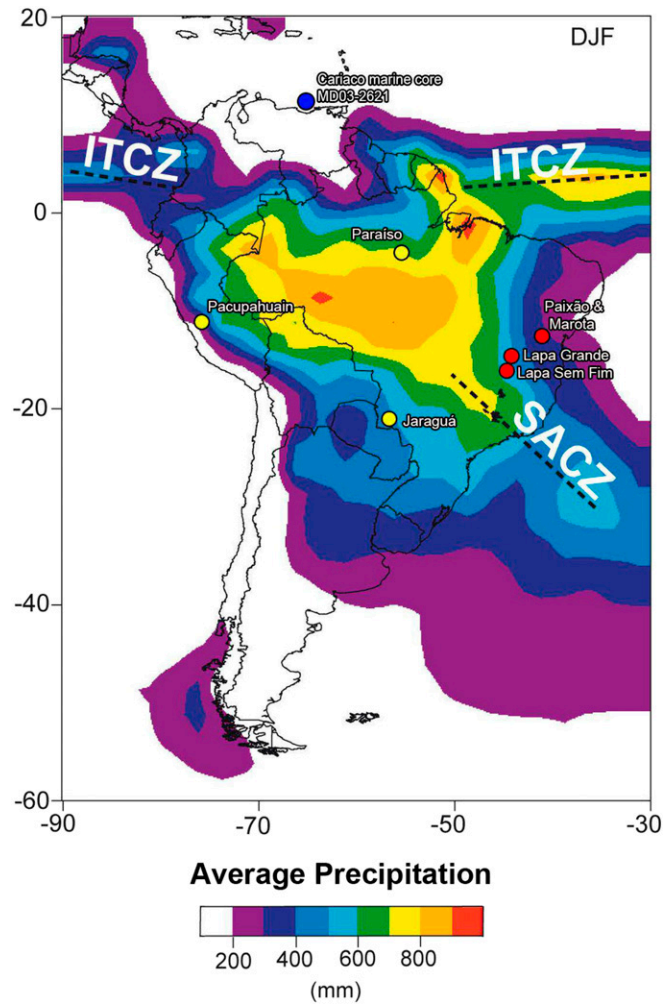 20
DJF
Cariaco marine core
MD03-2621
ITCZ
ITCZ
0
Paraíso
Pacupahuain
Paixão &
Marota
Lapa Grande
Lapa Sem Fim
-20
Jaraguá
SACZ
-40
-60
-90
-70
-50
-30
Average Precipitation
200
400
600
800
(mm)